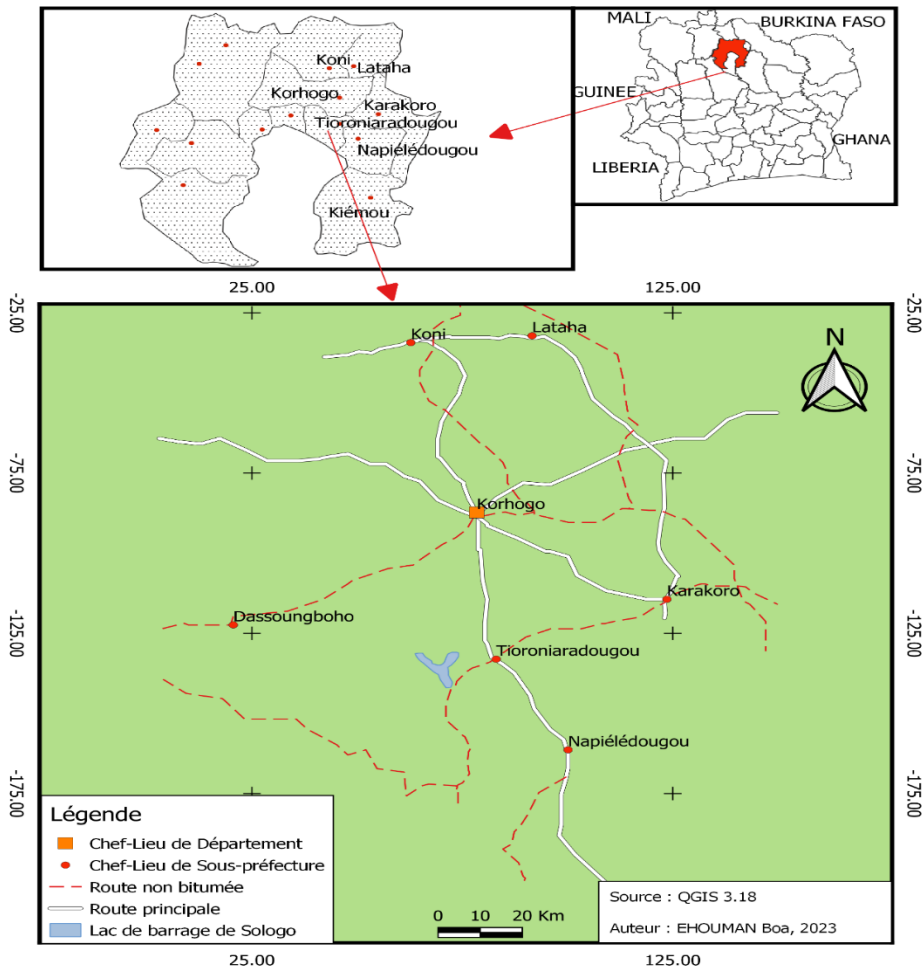 Koni
Lataha
Korhogo
Karakoro
Tioroniaradougou
Napiélédougou
Kiémou
MALI
BURKINA FASO
GUINEE
GHANA
LIBERIA
25.00
125.00
-25.00
-25.00
Koni
Lataha
N
-75.00
-75.00
Korhogo
Karakoro
Dassoungboho
-125.00
-125.00
Tioroniaradougou
Napiélédougou
-175.00
-175.00
Légende
Chef-Lieu de Département
Chef-Lieu de Sous-préfecture
Route non bitumée
Route principale
Lac de barrage de Sologo
0 10 20 Km
Source : QGIS 3.18
Auteur : EHOUMAN Boa, 2023
25.00
125.00